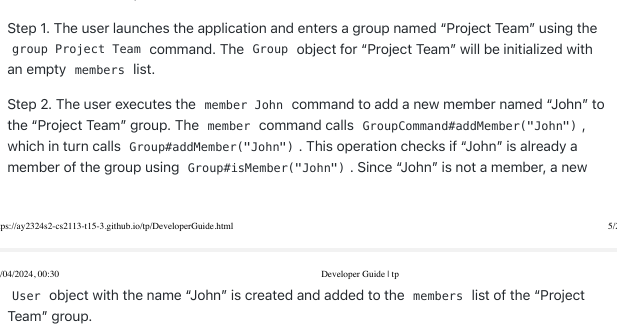 Step 1. The user launches the application and enters a group named “Project Team” using the
group Project Team command. The Group object for “Project Team” will be initialized with
an empty members list.
Step 2. The user executes the member John command to add a new member named “John” to
the “Project Team” group. The member command calls GroupCommand#addMember("John") ,
which in turn calls Group#addMember("John") . This operation checks if “John” is already a
member of the group using Group#isMember("John") . Since “John” is not a member, a new
ps://ay2324s2-cs2113-t15-3.github.io/tp/DeveloperGuide.html 5/2
/04/2024, 00:30 Developer Guide | tp
User object with the name “John” is created and added to the members list of the “Project
Team” group.